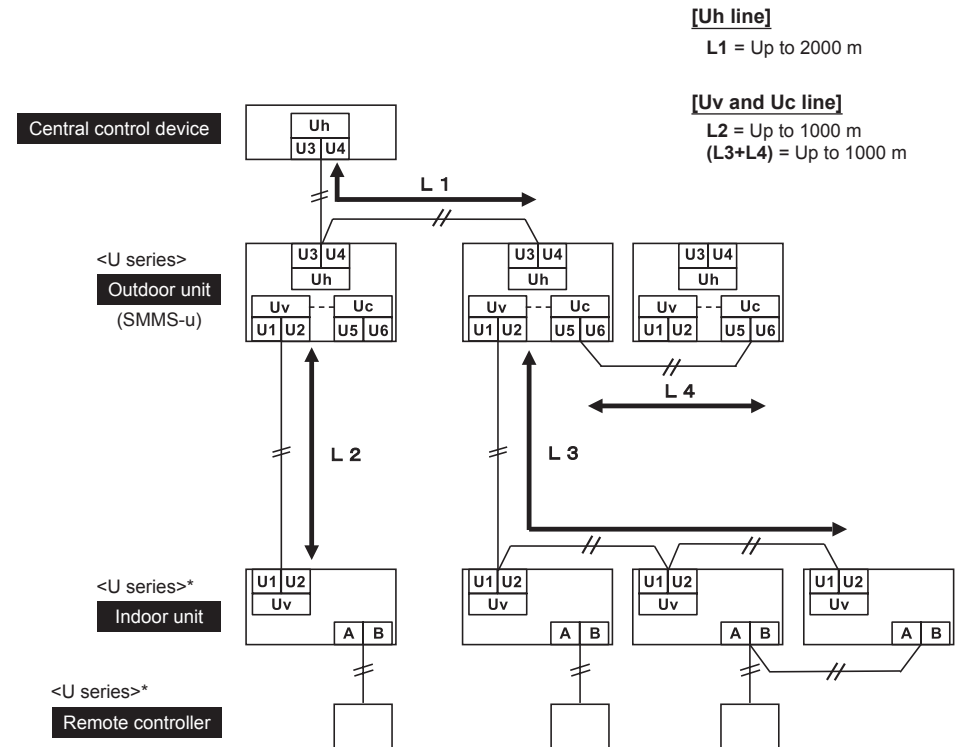 [Uh line]
L1 = Up to 2000 m
[Uv and Uc line]
L2 = Up to 1000 m
(L3+L4) = Up to 1000 m
Central control device
Uh
U3 U4
L 1
<U series>
Outdoor unit
(SMMS-u)
U3 U4
Uh
Uv Uc
U1 U2 U5 U6
U3 U4
Uh
Uv Uc
U1 U2 U5 U6
U3 U4
Uh
Uv Uc
U1 U2 U5 U6
L 4
L 2
L 3
<U series>*
Indoor unit
U1 U2
Uv
A B
U1 U2
Uv
A B
U1 U2
Uv
A B
U1 U2
Uv
A B
<U series>*
Remote controller